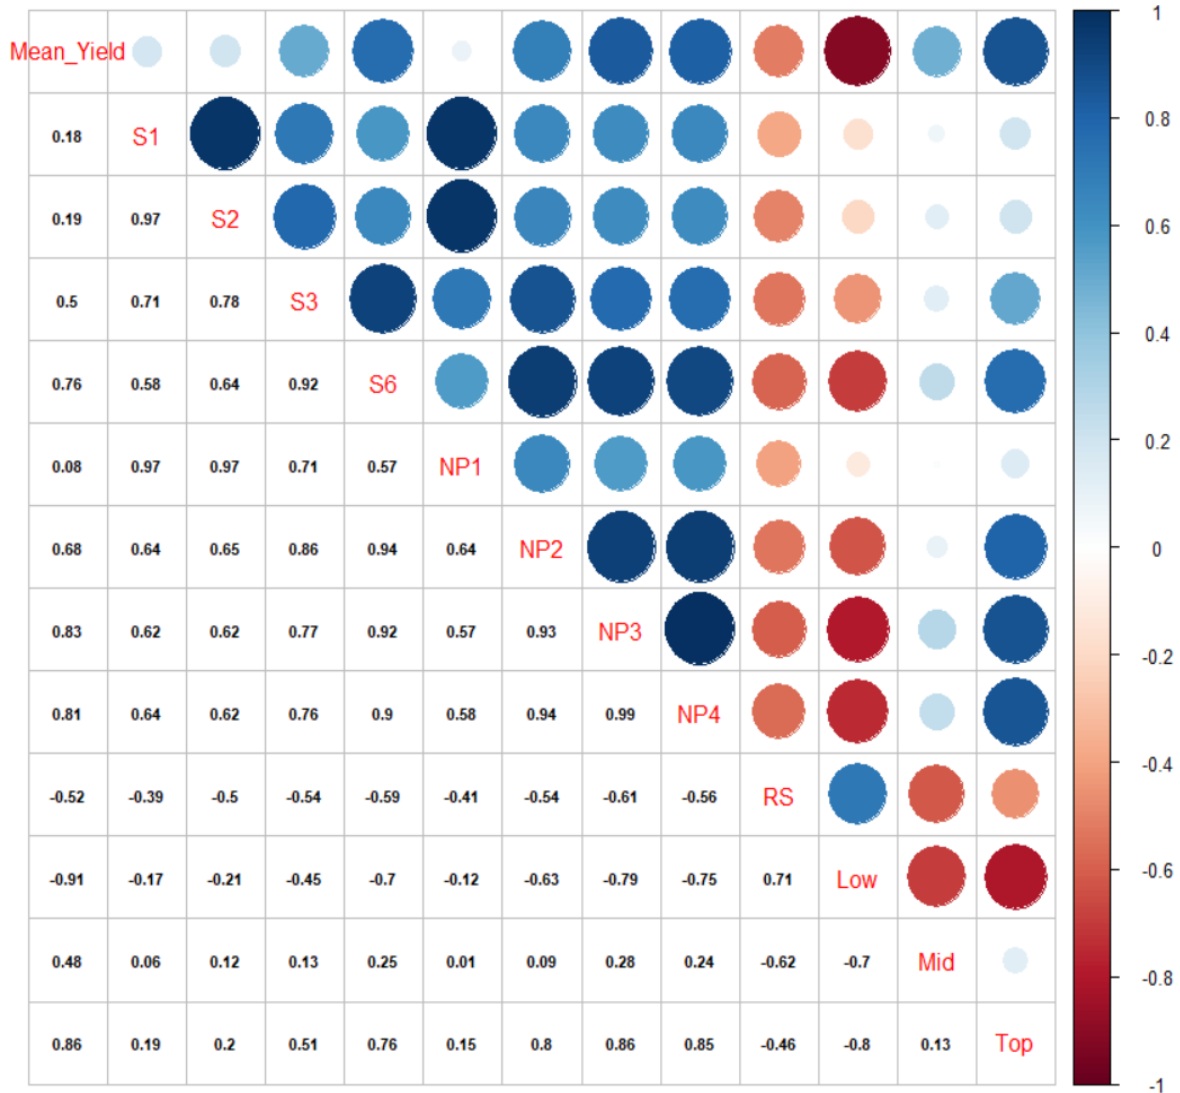 Mean_Yield
0.18 S1
0.19 0.97 S2
0.5 0.71 0.78 S3
0.76 0.58 0.64 0.92 S6
0.08 0.97 0.97 0.71 0.57 NP1
0.68 0.64 0.65 0.86 0.94 0.64 NP2
0.83 0.62 0.62 0.77 0.92 0.57 0.93 NP3
0.81 0.64 0.62 0.76 0.9 0.58 0.94 0.99 NP4
-0.52 -0.39 -0.5 -0.54 -0.59 -0.41 -0.54 -0.61 -0.56 RS
-0.91 -0.17 -0.21 -0.45 -0.7 -0.12 -0.63 -0.79 -0.75 0.71 Low
0.48 0.06 0.12 0.13 0.25 0.01 0.09 0.28 0.24 -0.62 -0.7 Mid
0.86 0.19 0.2 0.51 0.76 0.15 0.8 0.86 0.85 -0.46 -0.8 0.13 Top
1
0.8
0.6
0.4
0.2
0
-0.2
-0.4
-0.6
-0.8
-1